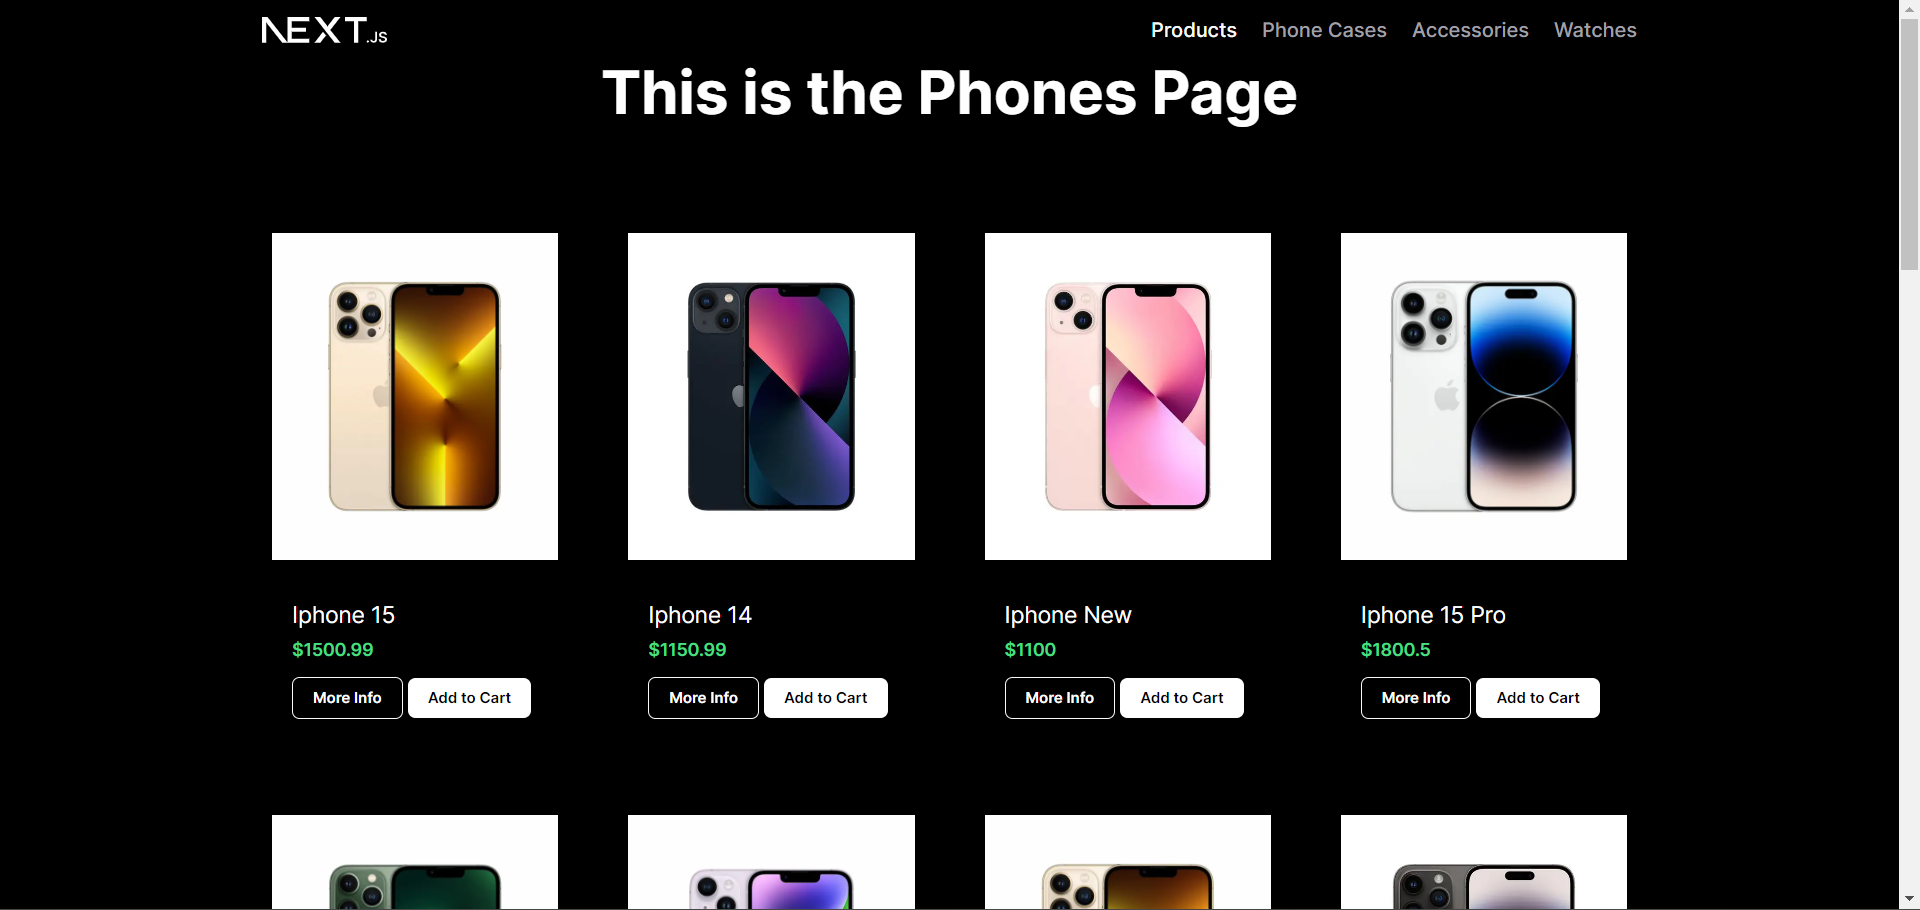 NEXT.JS
Products Phone Cases Accessories Watches
This is the Phones Page
Iphone 15
$1500.99
More Info Add to Cart
Iphone 14
$1150.99
More Info Add to Cart
Iphone New
$1100
More Info Add to Cart
Iphone 15 Pro
$1800.5
More Info Add to Cart